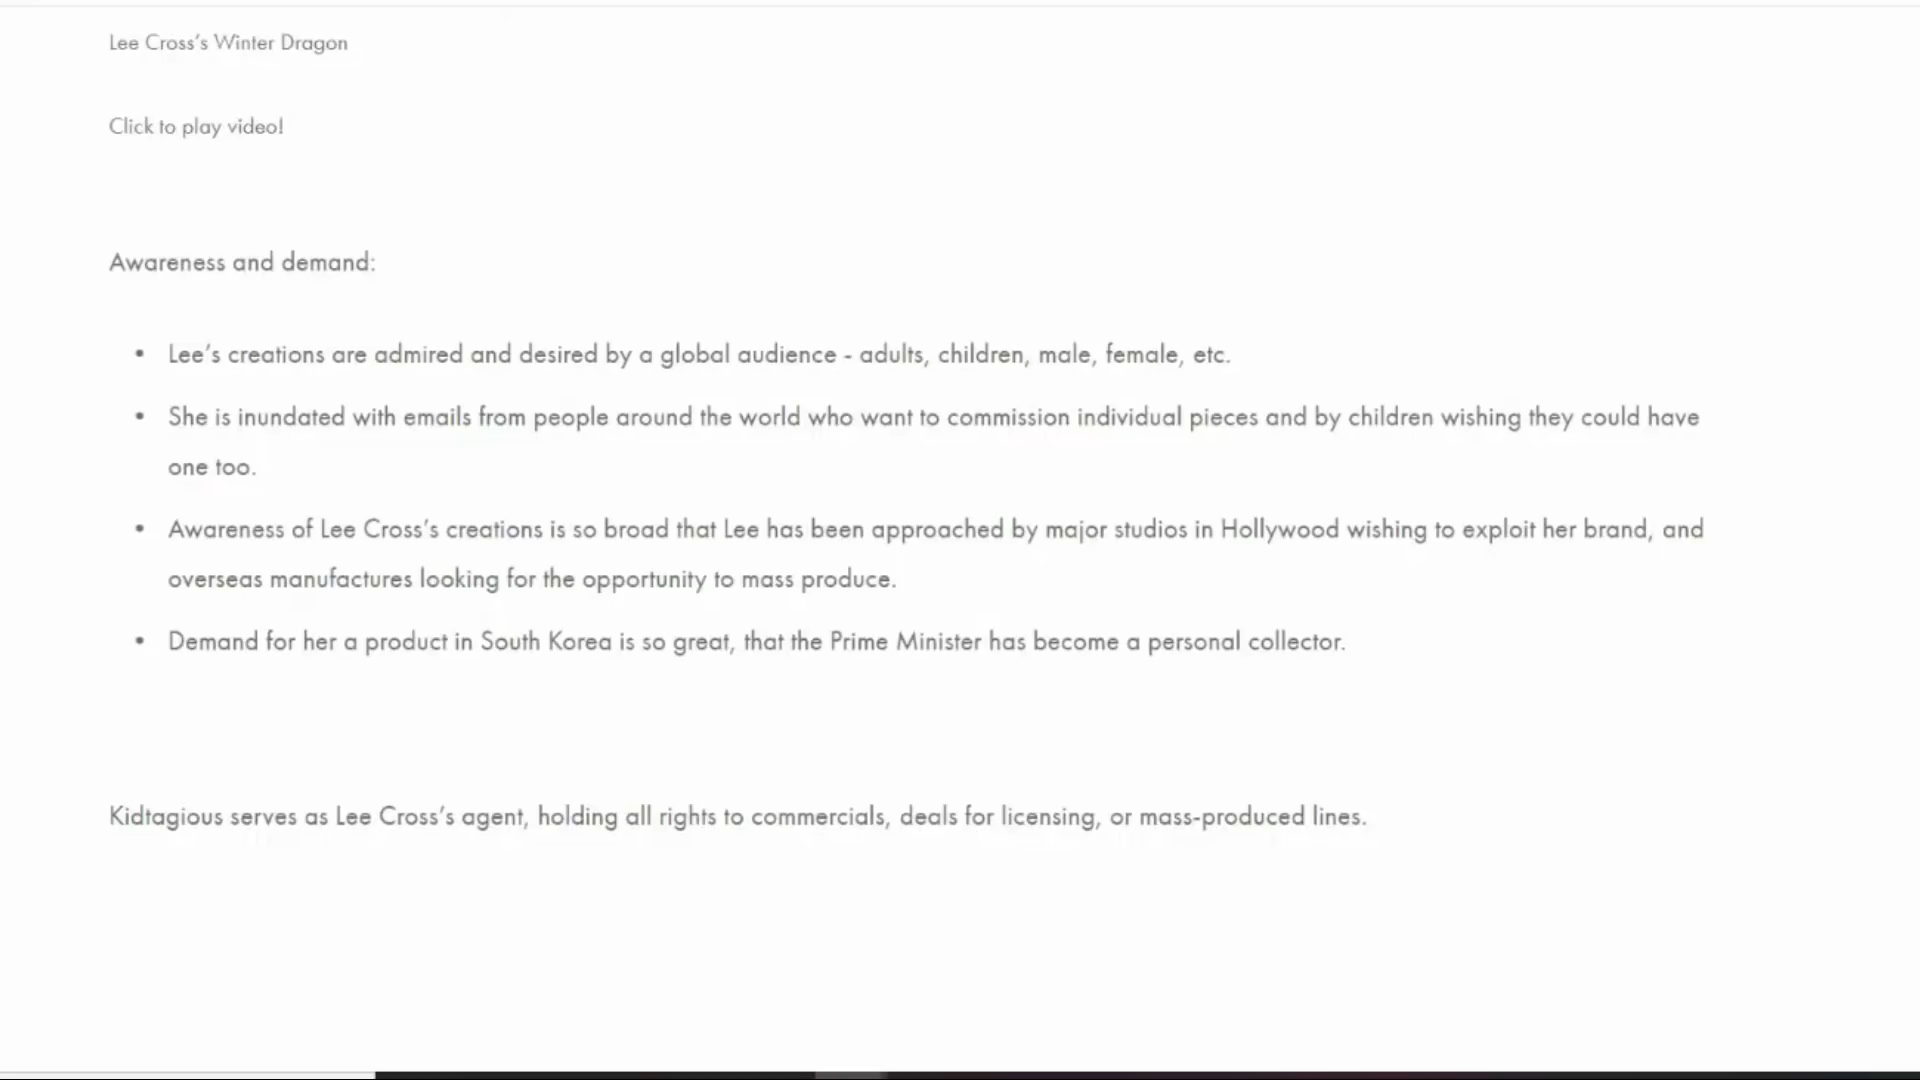 Lee Cross's Winter Dragon
Click to play video!
Awareness and demand:
• Lee's creations are admired and desired by a global audience - adults, children, male, female, etc.
• She is inundated with emails from people around the world who want to commission individual pieces and by children wishing they could have
one too.
• Awareness of Lee Cross's creations is so broad that Lee has been approached by major studios in Hollywood wishing to exploit her brand, and
overseas manufactures looking for the opportunity to mass produce.
• Demand for her a product in South Korea is so great, that the Prime Minister has become a personal collector.
Kidtagious serves as Lee Cross's agent, holding all rights to commercials, deals for licensing, or mass-produced lines.